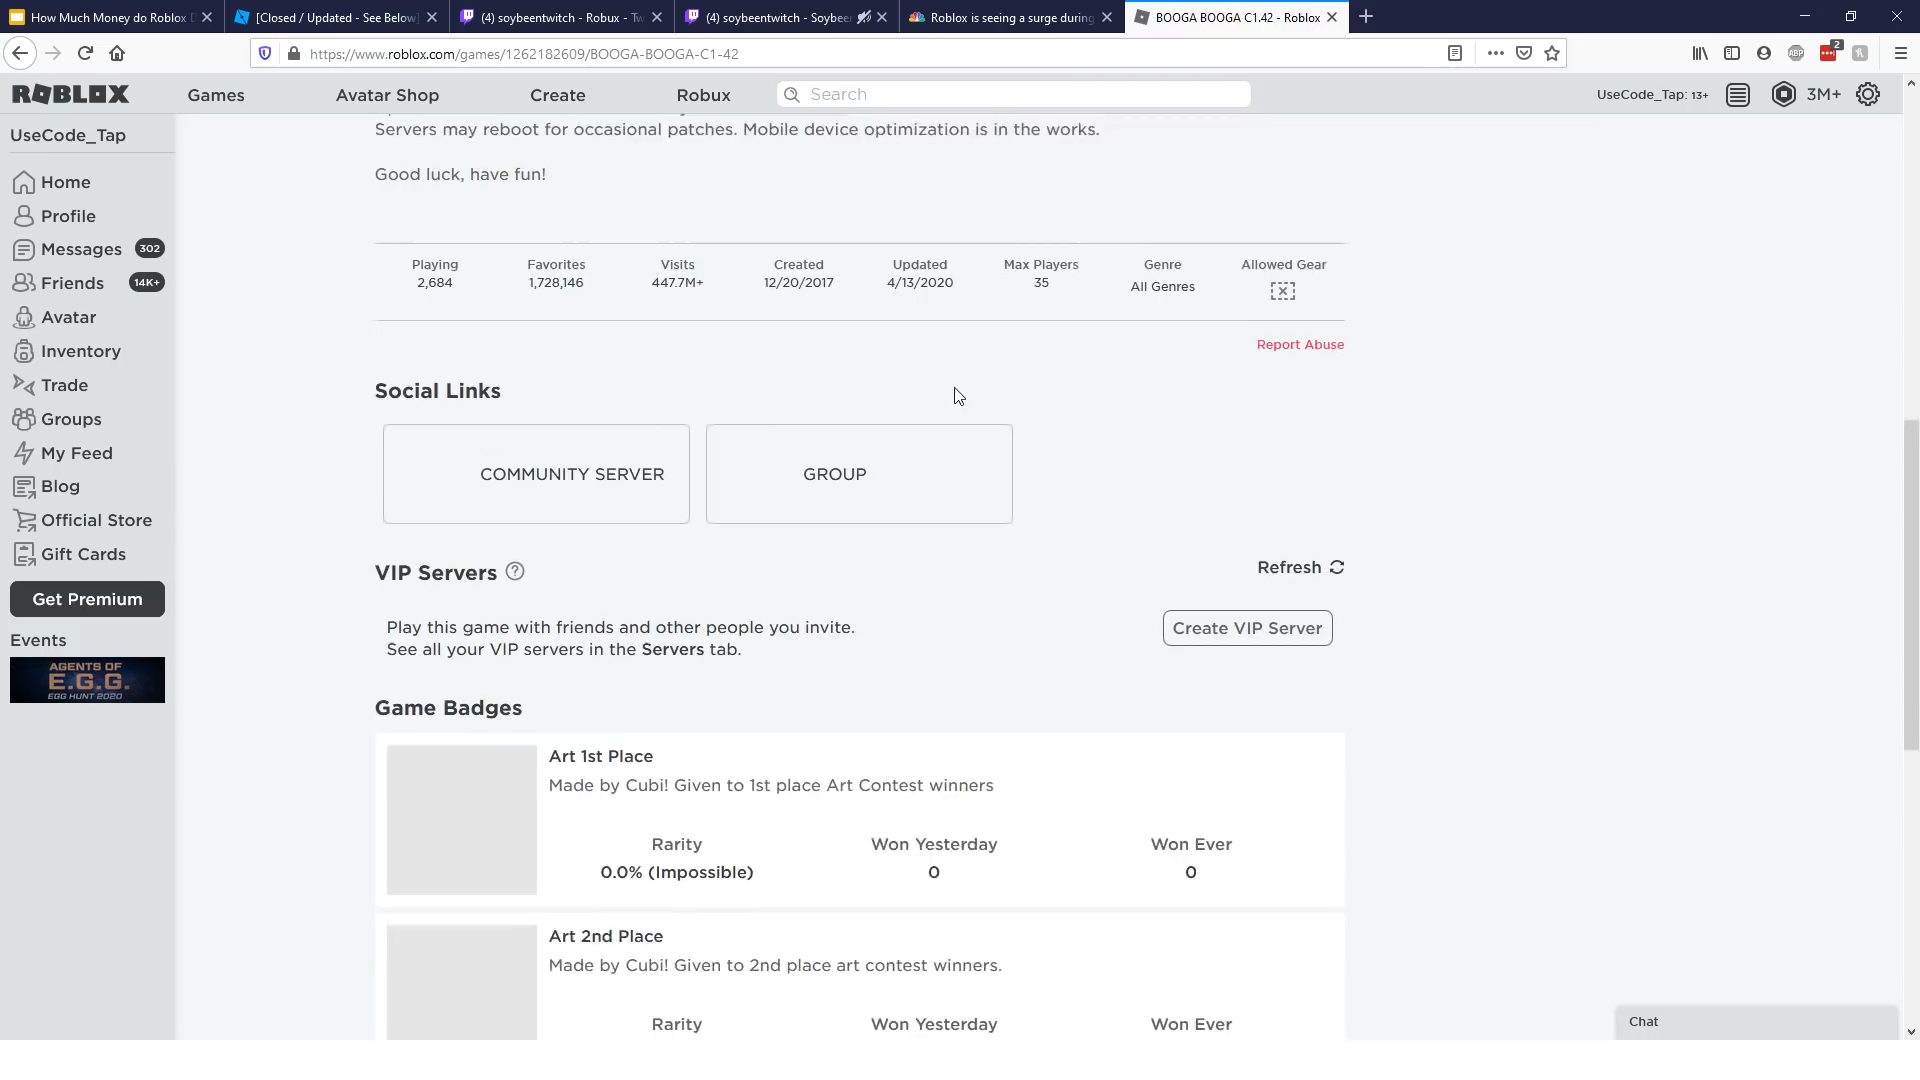 How Much Money do Roblox D
[Closed / Updated - See Below]
(4) soybeentwitch - Robux - Tw
(4) soybeentwitch - Soybeen
Roblox is seeing a surge during
BOOGA BOOGA C1.42 - Roblox
https://www.roblox.com/games/1262182609/BOOGA-BOOGA-C1-42
ABP
2
ROBLOX
Games
Avatar Shop
Create
Robux
Search
UseCode_Tap: 13+
3M+
UseCode_Tap
Home
Profile
Messages 302
Friends 14K+
Avatar
Inventory
Trade
Groups
My Feed
Blog
Official Store
Gift Cards
Get Premium
Events
AGENTS OF
E.G.G.
EGG HUNT 2020
Servers may reboot for occasional patches. Mobile device optimization is in the works.
Good luck, have fun!
Playing Favorites Visits Created Updated Max Players Genre Allowed Gear
2,684 1,728,146 447.7M+ 12/20/2017 4/13/2020 35 All Genres
Report Abuse
Social Links
COMMUNITY SERVER
GROUP
VIP Servers ?
Refresh
Play this game with friends and other people you invite.
See all your VIP servers in the Servers tab.
Create VIP Server
Game Badges
Art 1st Place
Made by Cubi! Given to 1st place Art Contest winners
Rarity Won Yesterday Won Ever
0.0% (Impossible) 0 0
Art 2nd Place
Made by Cubi! Given to 2nd place art contest winners.
Rarity Won Yesterday Won Ever
Chat